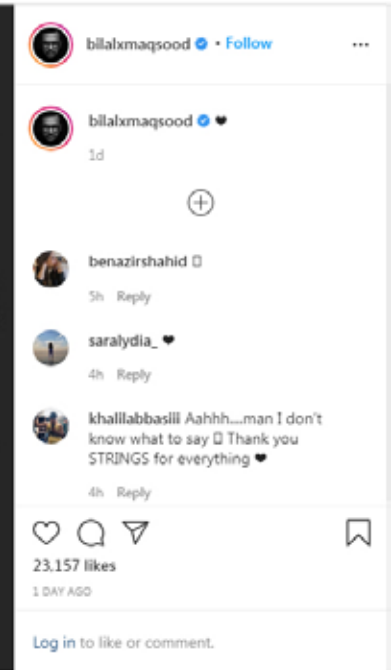 bilalxmaqsood • Follow
bilalxmaqsood 🖤
1d
benazirshahid ▯
5h Reply
saralydia_ 🖤
4h Reply
khalilabbasiii Aahhh....man I don't
know what to say ▯ Thank you
STRINGS for everything 🖤
4h Reply
23,157 likes
1 DAY AGO
Log in to like or comment.